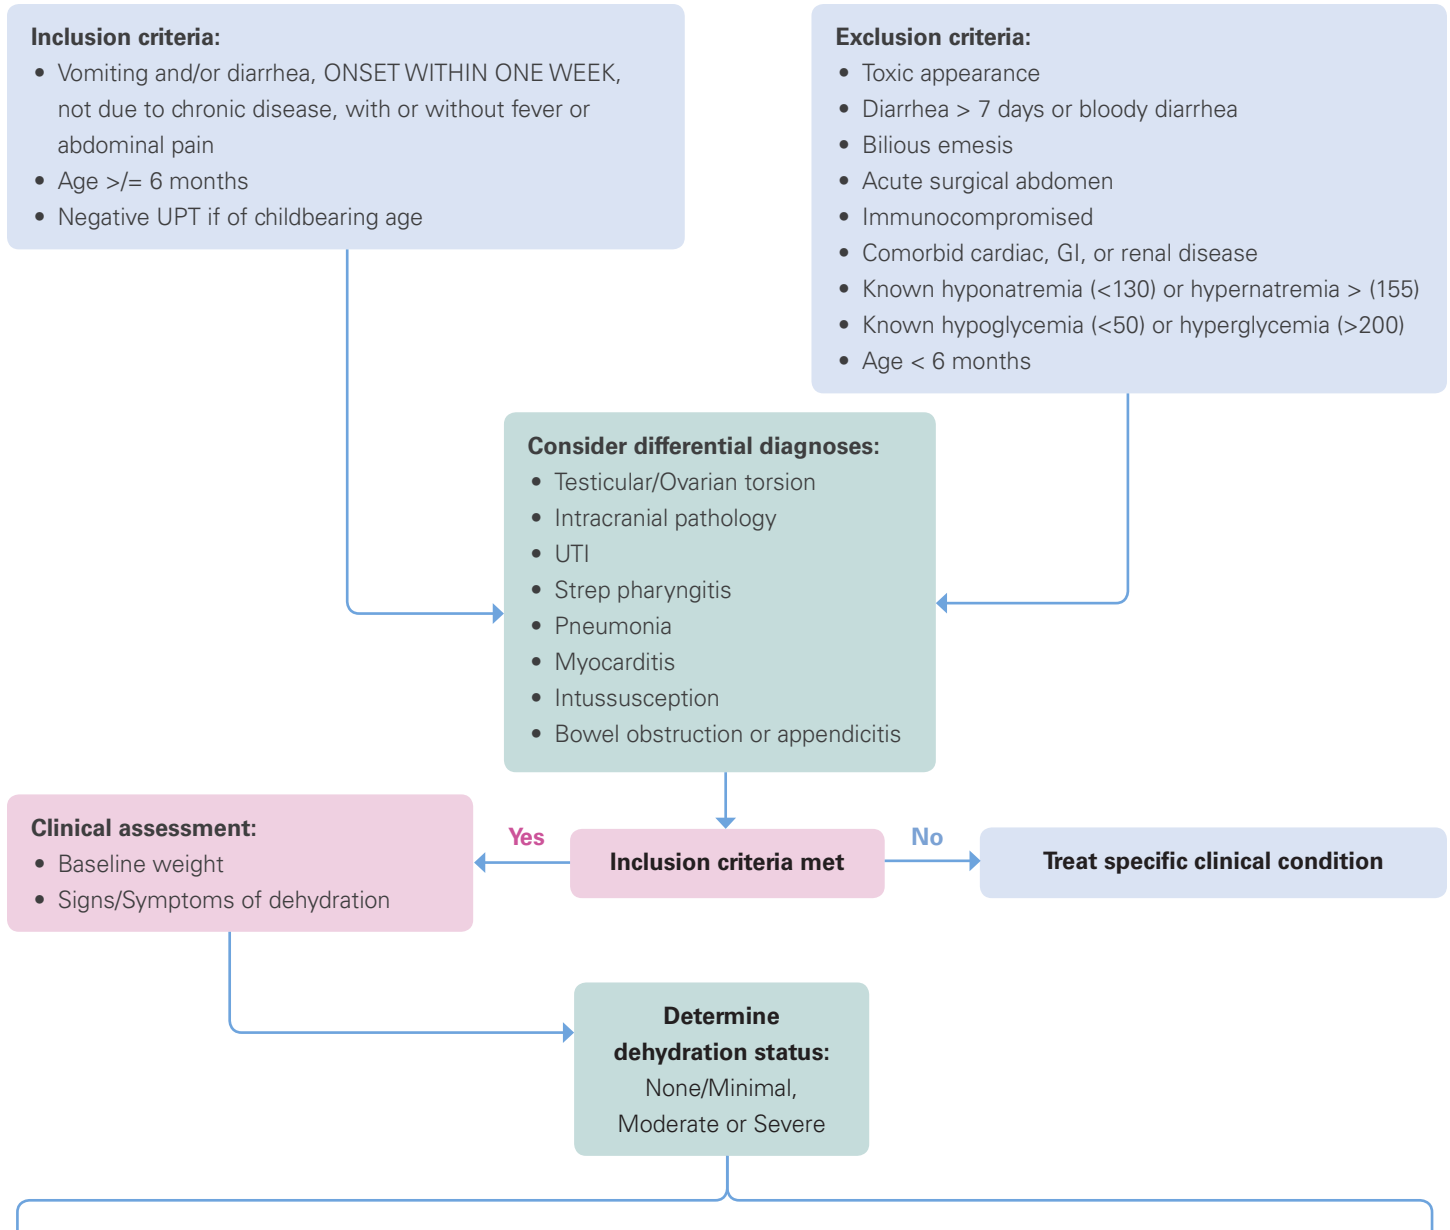 Inclusion criteria:
• Vomiting and/or diarrhea, ONSET WITHIN ONE WEEK,
not due to chronic disease, with or without fever or
abdominal pain
• Age >/= 6 months
• Negative UPT if of childbearing age
Exclusion criteria:
• Toxic appearance
• Diarrhea > 7 days or bloody diarrhea
• Bilious emesis
• Acute surgical abdomen
• Immunocompromised
• Comorbid cardiac, GI, or renal disease
• Known hyponatremia (<130) or hypernatremia > (155)
• Known hypoglycemia (<50) or hyperglycemia (>200)
• Age < 6 months
Consider differential diagnoses:
• Testicular/Ovarian torsion
• Intracranial pathology
• UTI
• Strep pharyngitis
• Pneumonia
• Myocarditis
• Intussusception
• Bowel obstruction or appendicitis
Clinical assessment:
• Baseline weight
• Signs/Symptoms of dehydration
Yes
Inclusion criteria met
No
Treat specific clinical condition
Determine
dehydration status:
None/Minimal,
Moderate or Severe